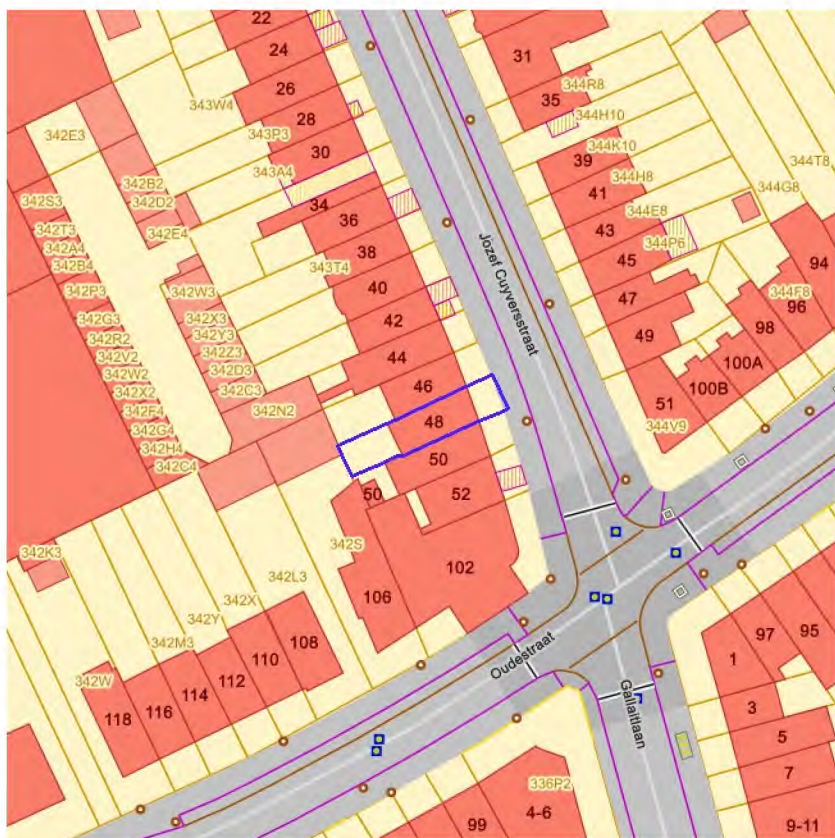 22
24
31
343W4
26
344R8
35
344H10
28
343P3
342E3
344K10
30
39
344T8
343A4
344H8
342B2
41
344G8
342S3
342D2
34
344E8
36
342T3
43
342E4
344P6
342A4
38
94
342B4
343T4
45
Jozef Cuyversstraat
342P3
342W3
40
47
344F8
96
342G3
342X3
42
98
342R2
342Y3
49
342V2
342Z3
44
100A
342W2
342D3
46
100B
342X2
342C3
51
342F4
342N2
48
344V9
342G4
342H4
50
342C4
50
52
342S
342K3
102
342L3
106
342X
342Y
97
95
342M3
108
110
1
342W
112
Oudestraat
114
116
118
Gallaitlaan
3
5
7
336P2
99
4-6
9-11